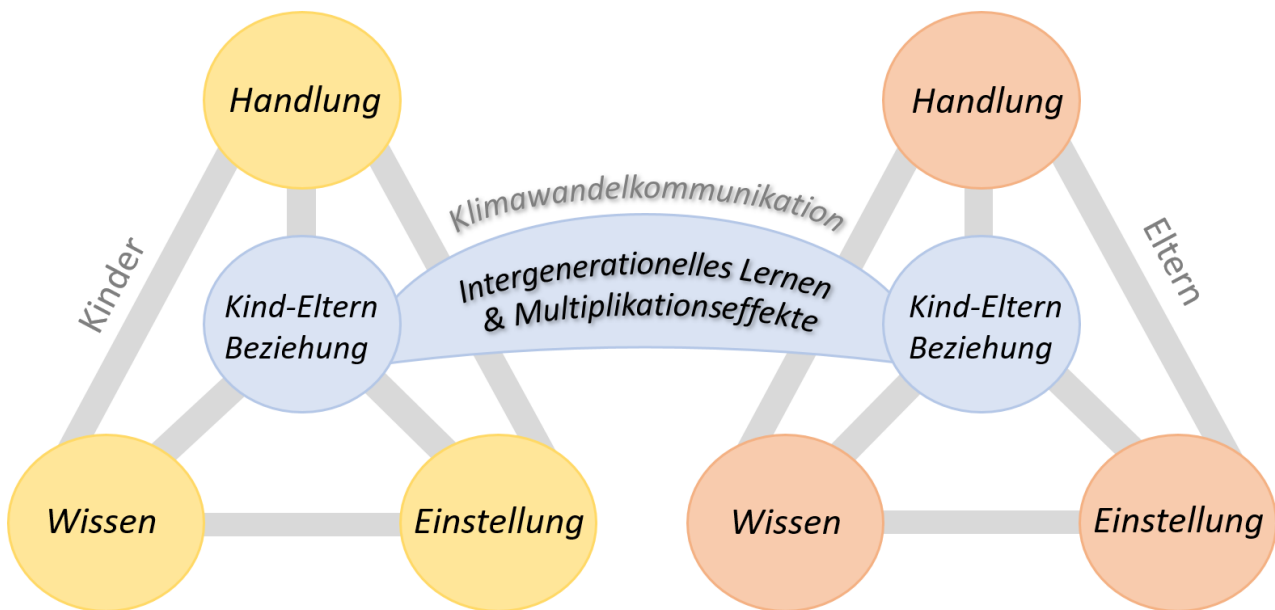 Handlung
Handlung
Klimawandelkommunikation
Kinder
Intergenerationelles Lernen
& Multiplikationseffekte
Eltern
Kind-Eltern
Beziehung
Kind-Eltern
Beziehung
Wissen
Einstellung
Wissen
Einstellung